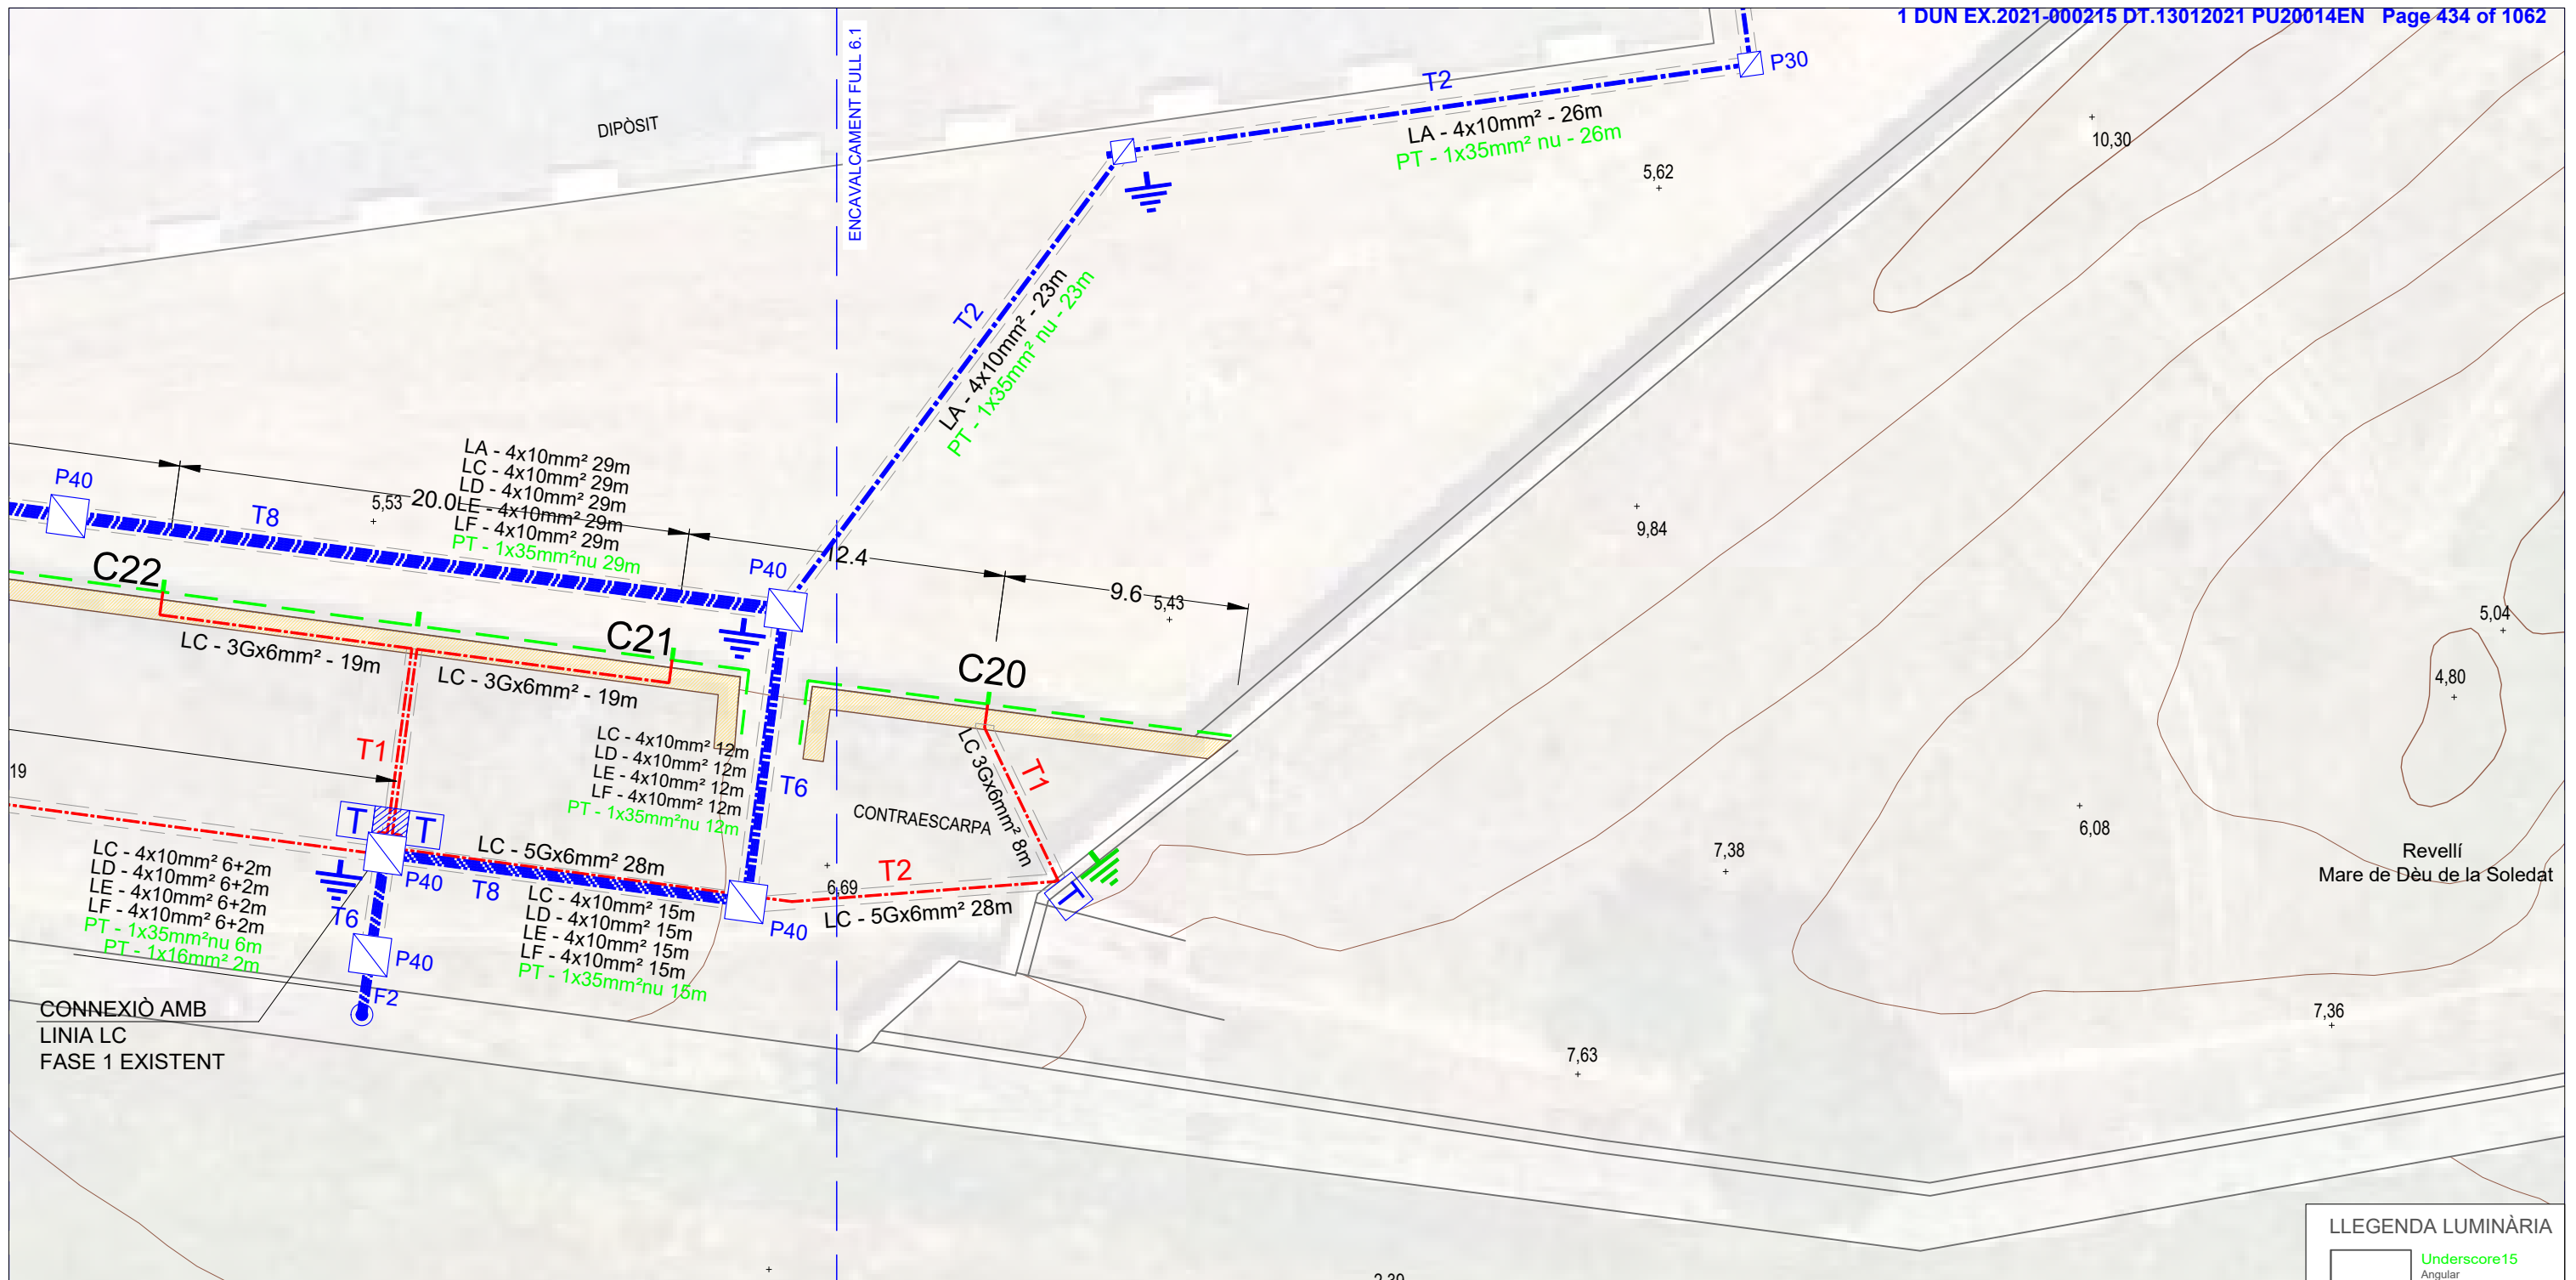 1 DUN EX.2021-000215 DT.13012021 PU20014EN   Page 434 of 1062
ENCAVALCAMENT FULL 6.1
DIPÒSIT
T2
P30
LA - 4x10mm² - 26m
PT - 1x35mm² nu - 26m
5,62
10,30
T2
LA - 4x10mm² - 23m
PT - 1x35mm² nu - 23m
LA - 4x10mm² 29m
LC - 4x10mm² 29m
LD - 4x10mm² 29m
LE - 4x10mm² 29m
LF - 4x10mm² 29m
PT - 1x35mm²nu 29m
P40
T8
5,53
20.0
P40
12.4
9.6
5,43
9,84
5,04
4,80
C22
C21
C20
LC - 3Gx6mm² - 19m
LC - 3Gx6mm² - 19m
T1
19
LC - 4x10mm² 12m
LD - 4x10mm² 12m
LE - 4x10mm² 12m
LF - 4x10mm² 12m
PT - 1x35mm²nu 12m
T6
CONTRAESCARPA
LC 3Gx6mm² 8m
T1
T
T
LC - 5Gx6mm² 28m
P40
T8
T2
6,69
LC - 5Gx6mm² 28m
T
P40
7,38
6,08
Revellí
Mare de Dèu de la Soledat
LC - 4x10mm² 6+2m
LD - 4x10mm² 6+2m
LE - 4x10mm² 6+2m
LF - 4x10mm² 6+2m
PT - 1x35mm²nu 6m
PT - 1x16mm² 2m
T6
P40
F2
LC - 4x10mm² 15m
LD - 4x10mm² 15m
LE - 4x10mm² 15m
LF - 4x10mm² 15m
PT - 1x35mm²nu 15m
CONNEXIÒ AMB
LINIA LC
FASE 1 EXISTENT
7,63
7,36
2,39
LLEGENDA LUMINÀRIA
Underscore15
Angular